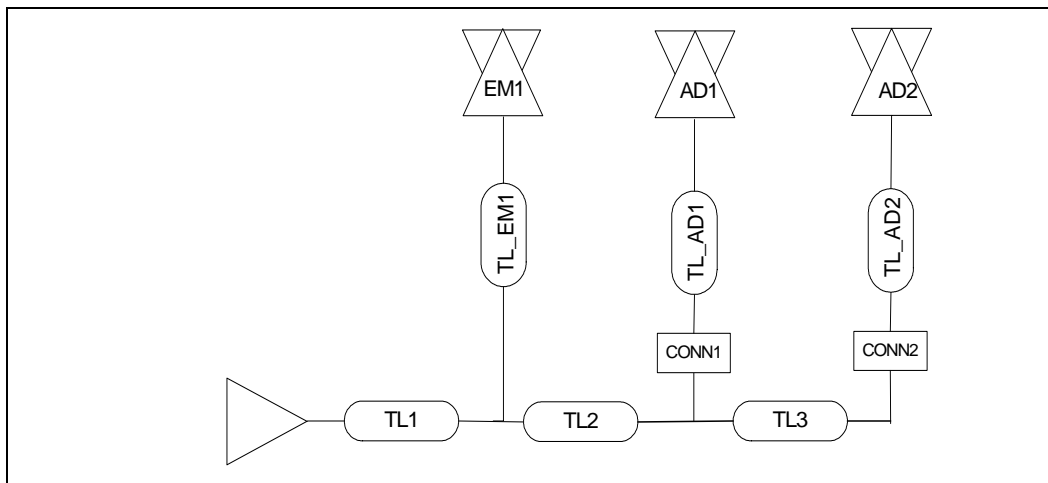 EM1
AD1
AD2
TL_EM1
TL_AD1
TL_AD2
CONN1
CONN2
TL1
TL2
TL3